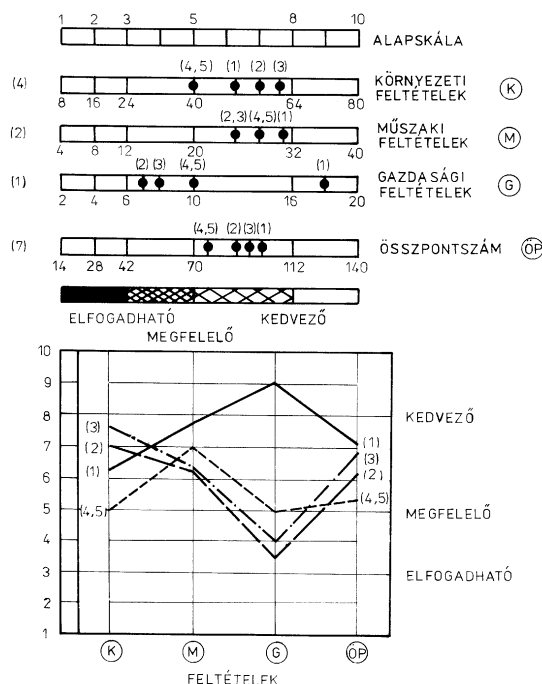 1 2 3 5 8 10
ALAPSKÁLA
(4,5) (1) (2) (3)
(4) KÖRNYEZETI FELTÉTELEK K
8 16 24 40 64 80
(2,3) (4,5) (1)
(2) MŰSZAKI FELTÉTELEK M
4 8 12 20 32 40
(2) (3) (4,5) (1)
(1) GAZDASÁGI FELTÉTELEK G
2 4 6 10 16 20
(4,5) (2) (3) (1)
(7) ÖSSZPONTSZÁM ÖP
14 28 42 70 112 140
ELFOGADHATÓ KEDVEZŐ
MEGFELELŐ
10
9
8 KEDVEZŐ
(3) (1)
7
(2) (3)
(1) (2)
6
5
(4,5) (4,5)
MEGFELELŐ
4
3 ELFOGADHATÓ
2
1
K M G ÖP
FELTÉTELEK